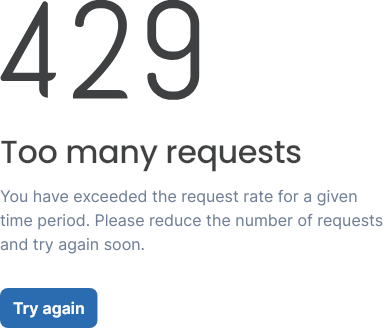 429
Too many requests
You have exceeded the request rate for a given
time period. Please reduce the number of requests
and try again soon.
Try again